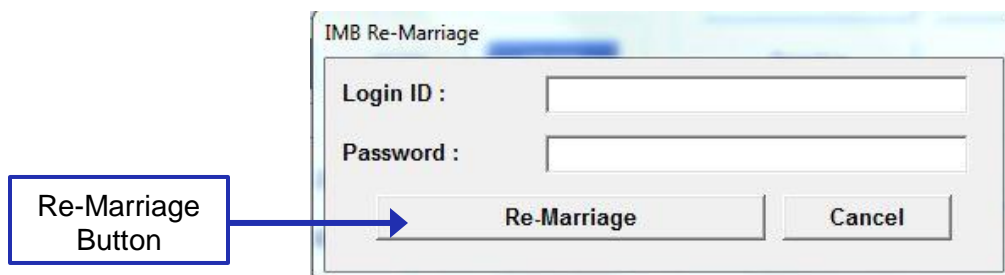 IMB Re-Marriage
Login ID :
Password :
Re-Marriage
Button
Re-Marriage Cancel